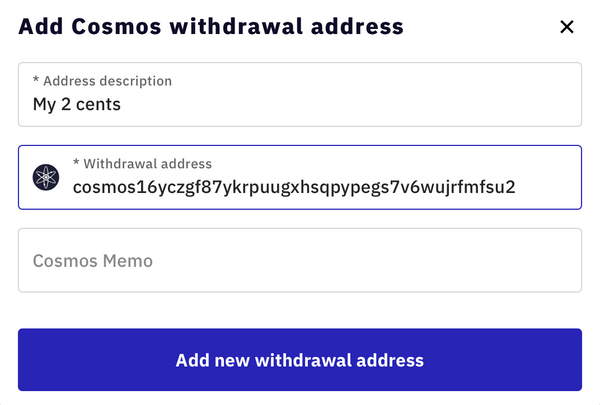 Add Cosmos withdrawal address
* Address description
My 2 cents
* Withdrawal address
cosmos16yczgf87ykrpuugxhsqpypegs7v6wujrfmfsu2
Cosmos Memo
Add new withdrawal address